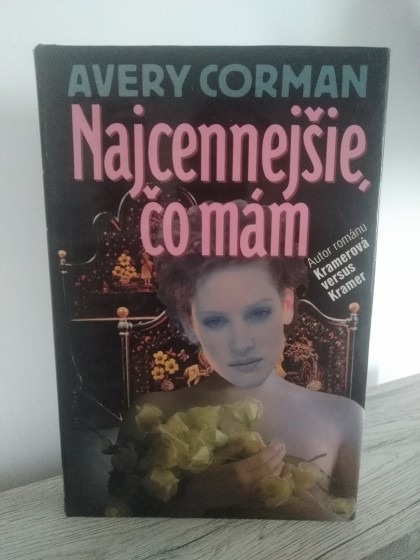 AVERY CORMAN
Najcennejšie,
čo mám
Autor románu
Kramerová
versus
Kramer